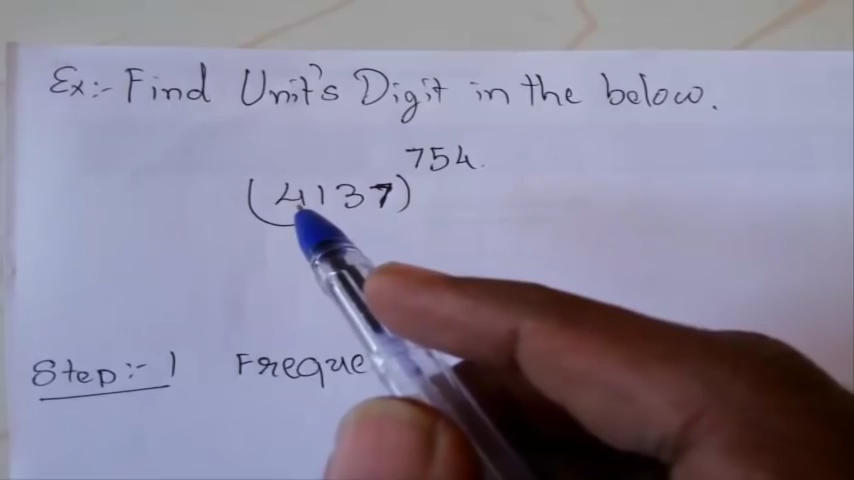 Ex:- Find Unit's Digit in the below.
(4137)^754.
Step:- 1 Freque